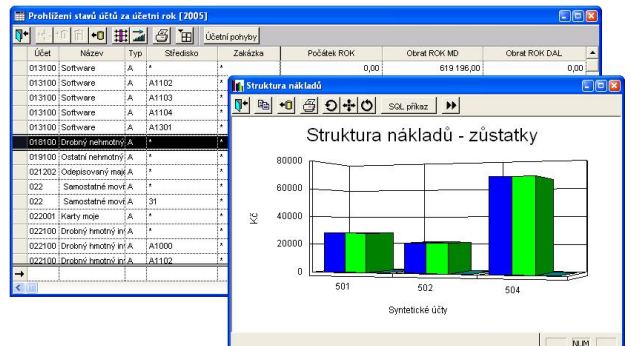 Prohlížení stavů účtů za účetní rok [2005]
Účetní pohyby
Účet Název Typ Středisko Zakázka Počátek ROK Obrat ROK MD Obrat ROK DAL
013100 Software A * * 0,00 619 196,00 0,00
013100 Software A A1102 *
013100 Software A A1103 *
013100 Software A A1104 *
013100 Software A A1301 *
018100 Drobný nehmotný A * *
019100 Ostatní nehmotný A * *
021202 Odepisovaný maje A * *
022 Samostatné movi A * *
022 Samostatné movi A 31 *
022001 Karty moje A * *
022100 Drobný hmotný in A * *
022100 Drobný hmotný in A A1000 *
022100 Drobný hmotný in A A1102 *
Struktura nákladů
SQL příkaz
Struktura nákladů - zůstatky
80000
60000
40000
20000
0
Kč
501 502 504
Syntetické účty
NUM